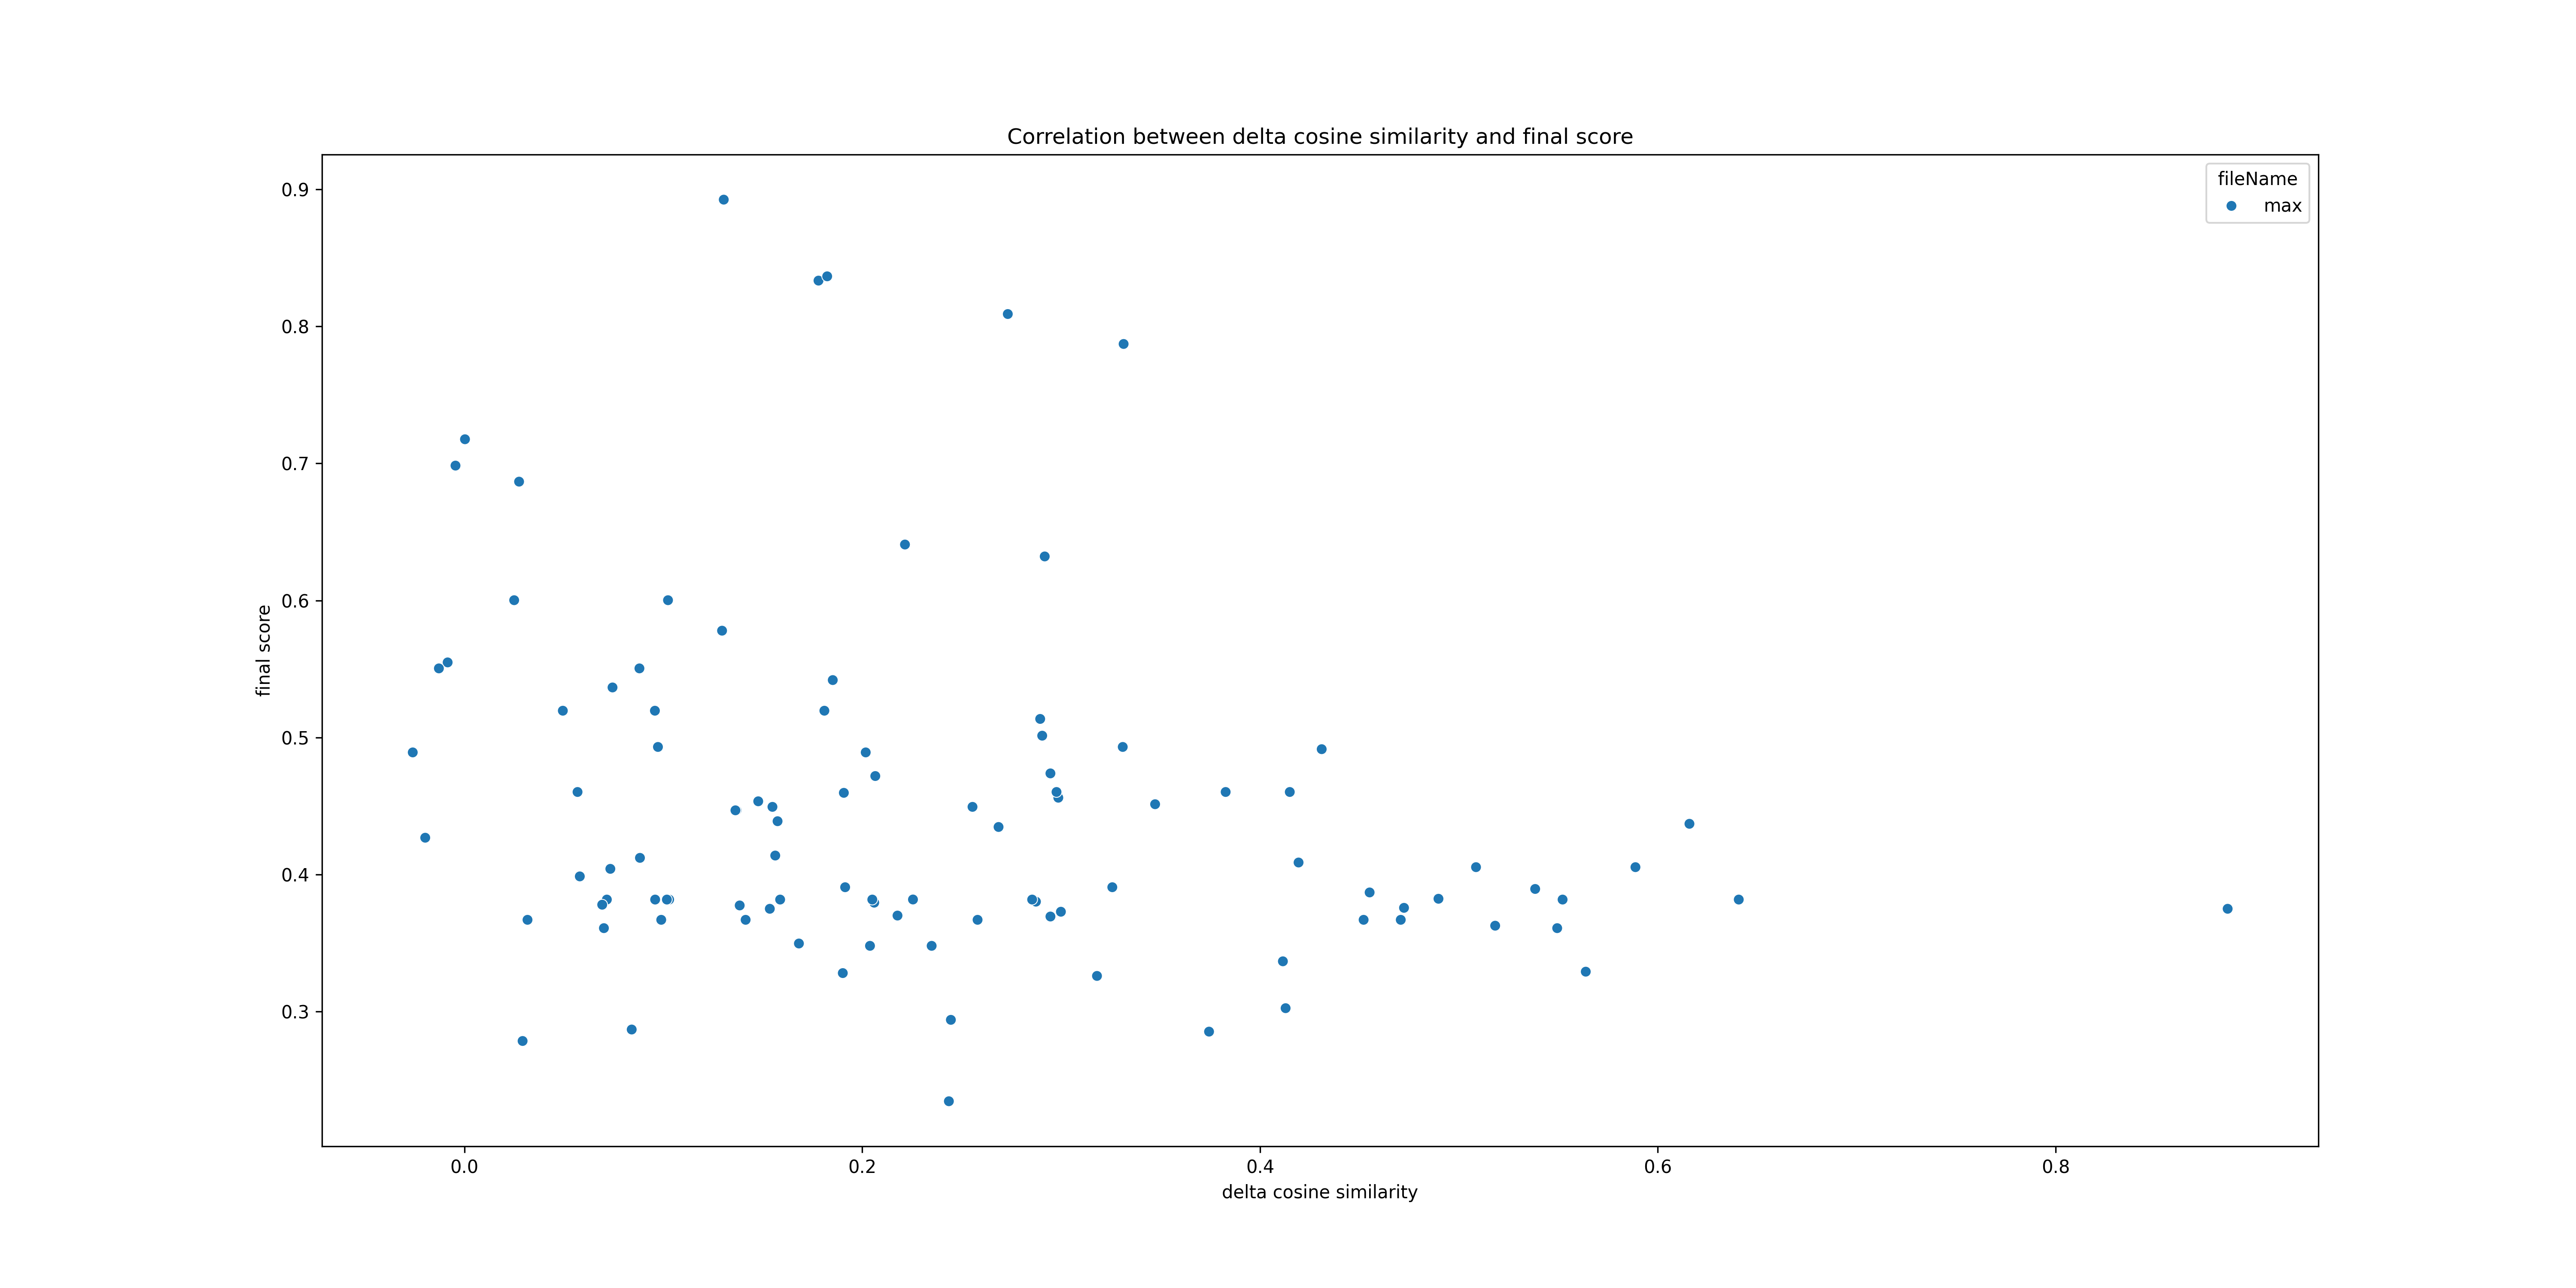 Correlation between delta cosine similarity and final score
fileName
max
0.9
0.8
0.7
0.6
0.5
0.4
0.3
final score
0.0 0.2 0.4 0.6 0.8
delta cosine similarity